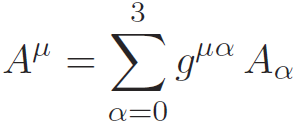 A^μ = \sum_{α=0}^{3} g^{μα} A_α